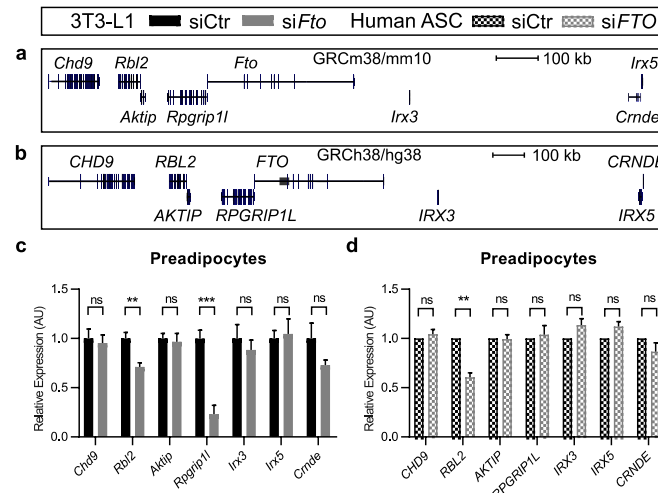 3T3-L1 siCtr siFto Human ASC siCtr siFTO
a
Chd9 Rbl2 Fto GRCm38/mm10 100 kb Irx5
Aktip Rpgrip1l Irx3 Crnde
b
CHD9 RBL2 FTO GRCh38/hg38 100 kb CRNDE
AKTIP RPGRIP1L IRX3 IRX5
c
Preadipocytes
Relative Expression (AU)
1.5
1.0
0.5
0.0
ns ** ns *** ns ns ns
Chd9 Rbl2 Aktip Rpgrip1l Irx3 Irx5 Crnde
d
Preadipocytes
Relative Expression (AU)
1.5
1.0
0.5
0.0
ns ** ns ns ns ns ns
CHD9 RBL2 AKTIP RPGRIP1L IRX3 IRX5 CRNDE